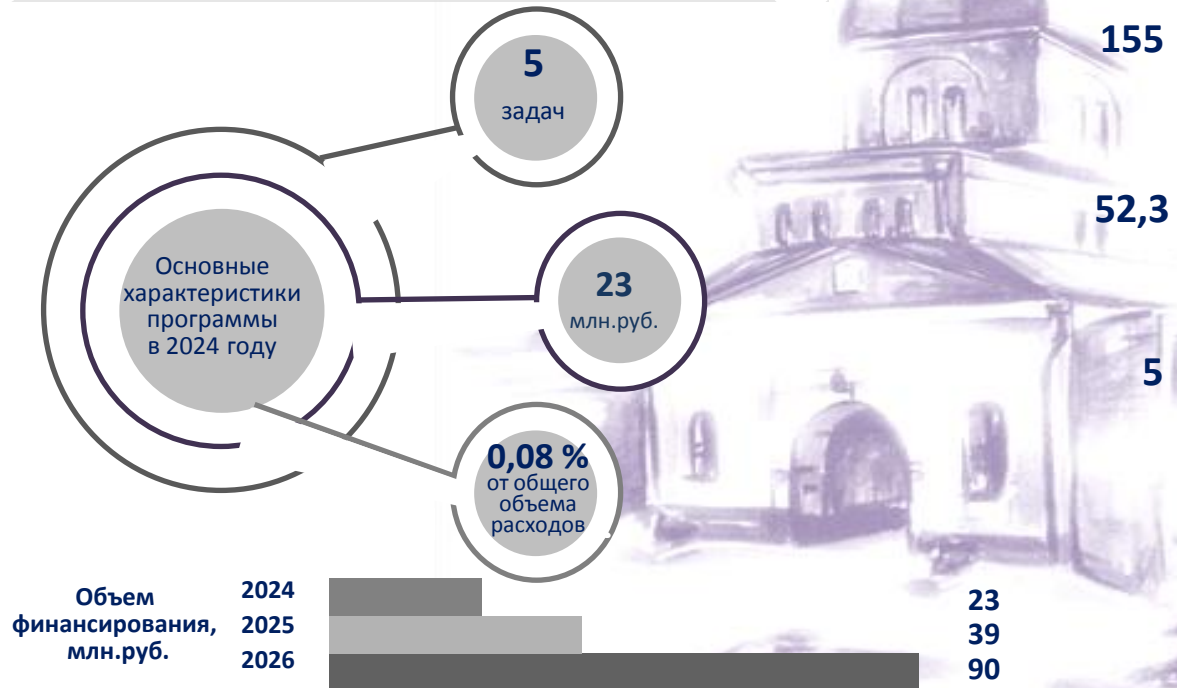 5
задач
155
52,3
Основные
характеристики
программы
в 2024 году
23
млн.руб.
5
0,08 %
от общего
объема
расходов
Объем
финансирования,
млн.руб.
2024
23
2025
39
2026
90